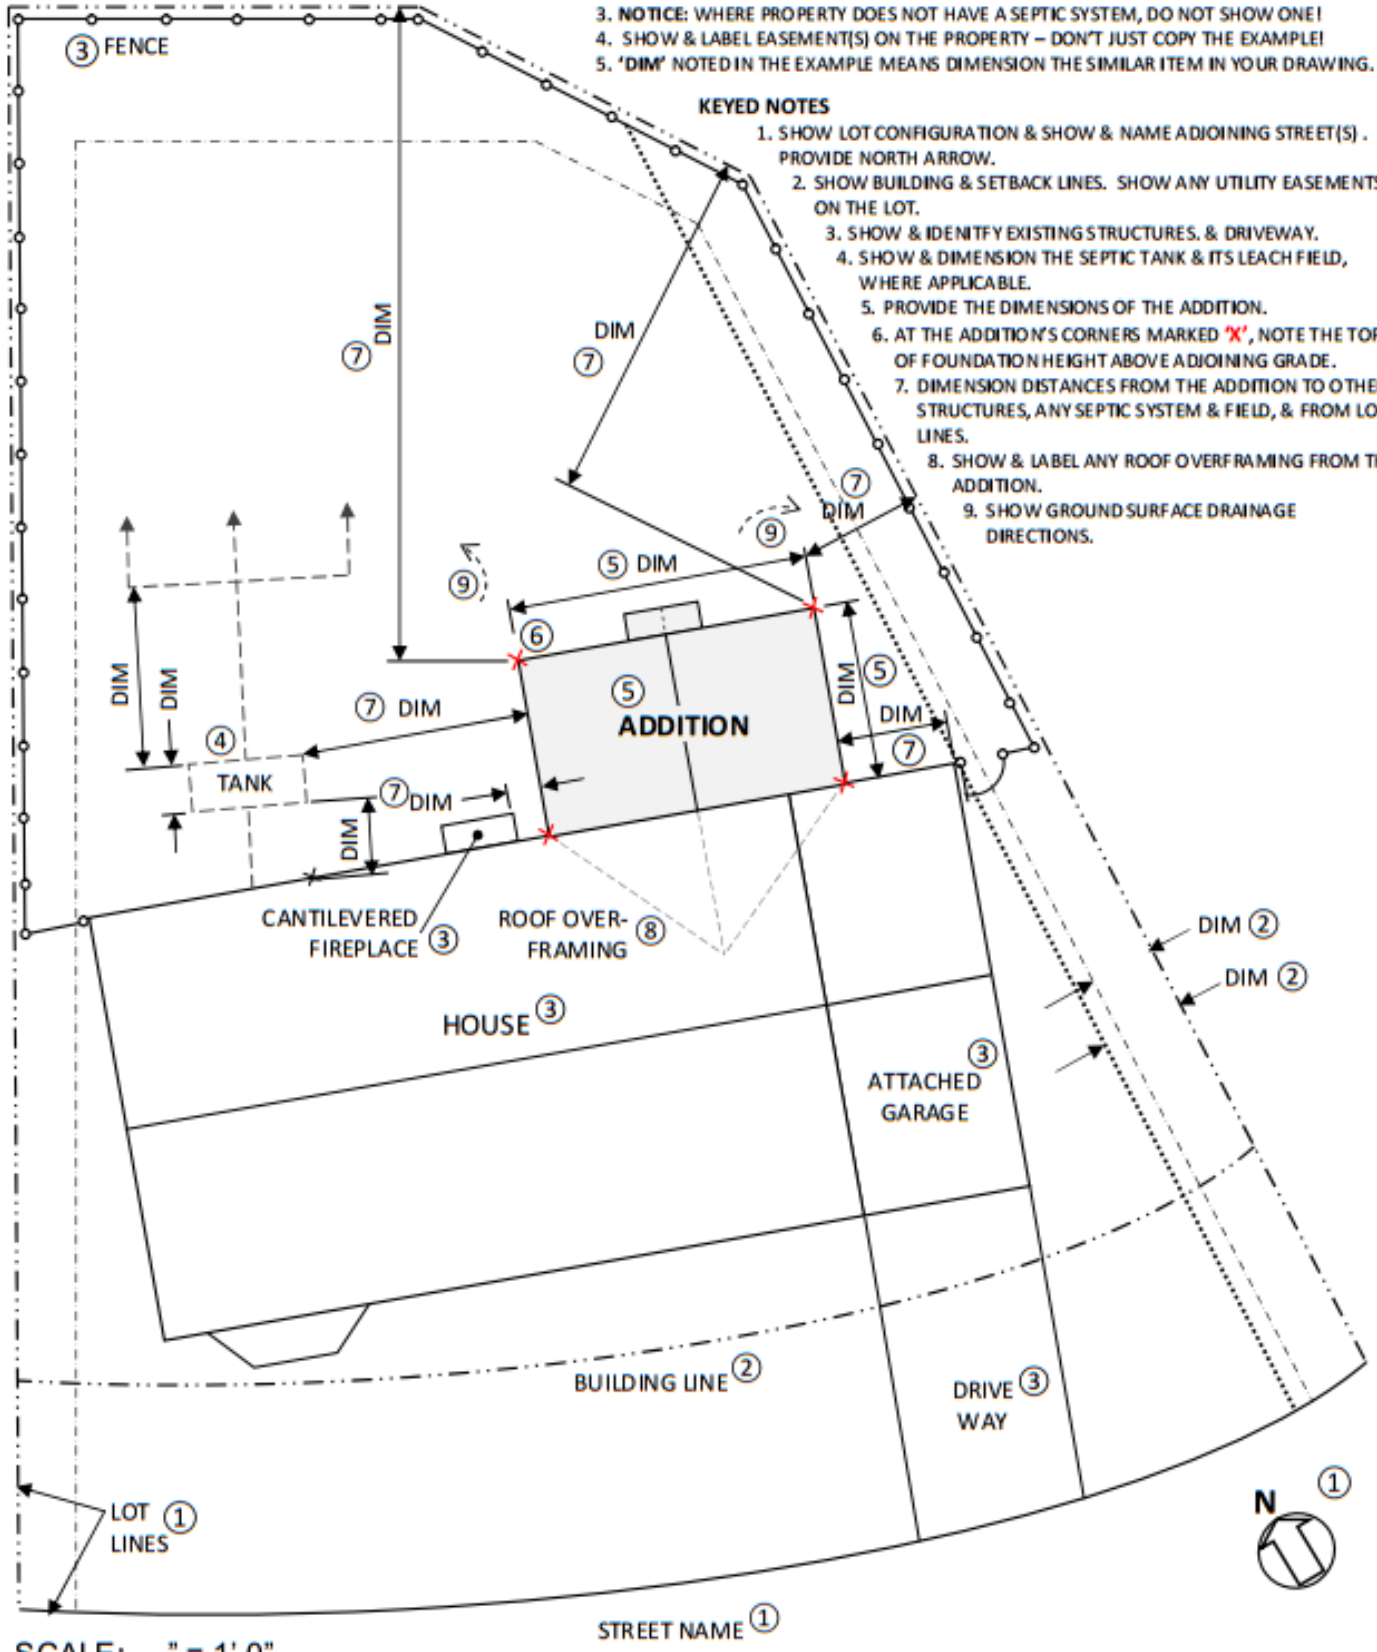 3. NOTICE: WHERE PROPERTY DOES NOT HAVE A SEPTIC SYSTEM, DO NOT SHOW ONE!
4. SHOW & LABEL EASEMENT(S) ON THE PROPERTY – DON'T JUST COPY THE EXAMPLE!
5. 'DIM' NOTED IN THE EXAMPLE MEANS DIMENSION THE SIMILAR ITEM IN YOUR DRAWING.
KEYED NOTES
1. SHOW LOT CONFIGURATION & SHOW & NAME ADJOINING STREET(S) .
PROVIDE NORTH ARROW.
2. SHOW BUILDING & SETBACK LINES. SHOW ANY UTILITY EASEMENTS
ON THE LOT.
3. SHOW & IDENITFY EXISTING STRUCTURES. & DRIVEWAY.
4. SHOW & DIMENSION THE SEPTIC TANK & ITS LEACH FIELD,
WHERE APPLICABLE.
5. PROVIDE THE DIMENSIONS OF THE ADDITION.
6. AT THE ADDITION'S CORNERS MARKED 'X', NOTE THE TOP
OF FOUNDATION HEIGHT ABOVE ADJOINING GRADE.
7. DIMENSION DISTANCES FROM THE ADDITION TO OTHE
STRUCTURES, ANY SEPTIC SYSTEM & FIELD, & FROM LO
LINES.
8. SHOW & LABEL ANY ROOF OVERFRAMING FROM T
ADDITION.
9. SHOW GROUND SURFACE DRAINAGE
DIRECTIONS.
3 FENCE
7 DIM
DIM
7
7
DIM
9
9
5 DIM
6
5
ADDITION
DIM 5
DIM
7
DIM
DIM
7 DIM
4
TANK
7 DIM
DIM
CANTILEVERED
FIREPLACE 3
ROOF OVER-
FRAMING 8
DIM 2
DIM 2
HOUSE 3
3
ATTACHED
GARAGE
BUILDING LINE 2
DRIVE 3
WAY
LOT 1
LINES
N 1
STREET NAME 1
SCALE: " = 1'-0"